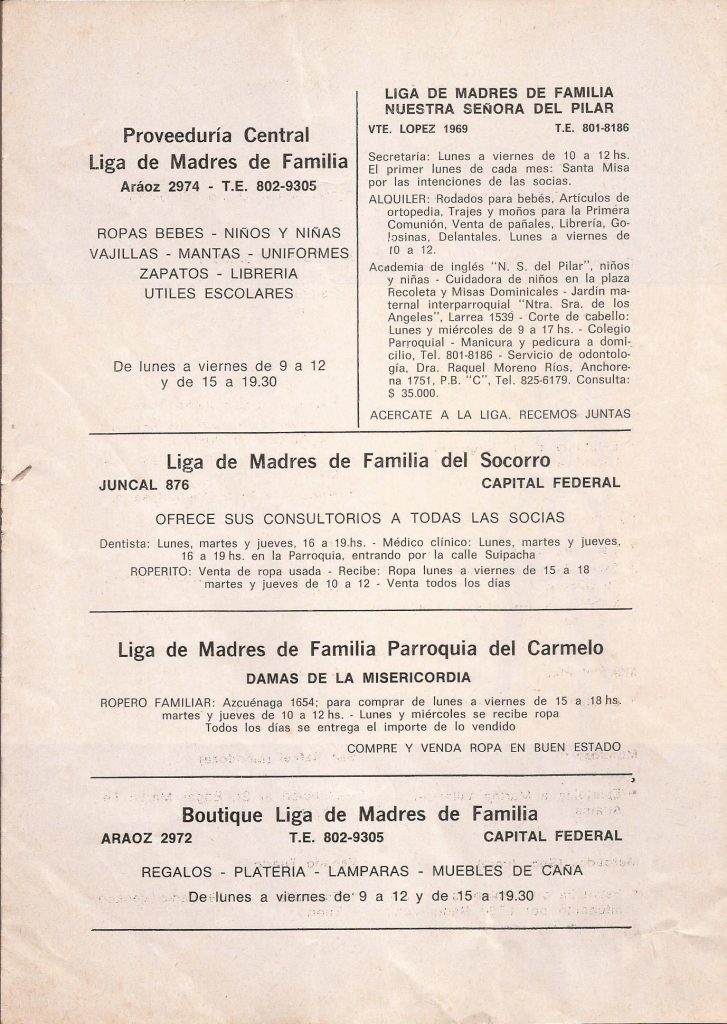 Proveeduría Central
Liga de Madres de Familia
Aráoz 2974 - T.E. 802-9305
ROPAS BEBES - NIÑOS Y NIÑAS
VAJILLAS - MANTAS - UNIFORMES
ZAPATOS - LIBRERIA
UTILES ESCOLARES
De lunes a viernes de 9 a 12
y de 15 a 19.30
LIGA DE MADRES DE FAMILIA
NUESTRA SEÑORA DEL PILAR
VTE. LOPEZ 1969 T.E. 801-8186
Secretaría: Lunes a viernes de 10 a 12 hs.
El primer lunes de cada mes: Santa Misa
por las intenciones de las socias.
ALQUILER: Rodados para bebés, Artículos de
ortopedia, Trajes y moños para la Primera
Comunión, Venta de pañales, Librería, Go-
losinas, Delantales. Lunes a viernes de
10 a 12.
Academia de inglés "N. S. del Pilar", niños
y niñas - Cuidadora de niños en la plaza
Recoleta y Misas Dominicales - Jardín ma-
ternal interparroquial "Ntra. Sra. de los
Angeles", Larrea 1539 - Corte de cabello:
Lunes y miércoles de 9 a 17 hs. - Colegio
Parroquial - Manicura y pedicura a domi-
cilio, Tel. 801-8186 - Servicio de odontolo-
gía, Dra. Raquel Moreno Ríos, Anchore-
na 1751, P.B. "C", Tel. 825-6179. Consulta:
$ 35.000.
ACERCATE A LA LIGA. RECEMOS JUNTAS
Liga de Madres de Familia del Socorro
JUNCAL 876 CAPITAL FEDERAL
OFRECE SUS CONSULTORIOS A TODAS LAS SOCIAS
Dentista: Lunes, martes y jueves, 16 a 19.hs. - Médico clínico: Lunes, martes y jueves,
16 a 19 hs. en la Parroquia, entrando por la calle Suipacha
ROPERITO: Venta de ropa usada - Recibe: Ropa lunes a viernes de 15 a 18
martes y jueves de 10 a 12 - Venta todos los días
Liga de Madres de Familia Parroquia del Carmelo
DAMAS DE LA MISERICORDIA
ROPERO FAMILIAR: Azcuénaga 1654; para comprar de lunes a viernes de 15 a 18 hs.
martes y jueves de 10 a 12 hs. - Lunes y miércoles se recibe ropa
Todos los días se entrega el importe de lo vendido
COMPRE Y VENDA ROPA EN BUEN ESTADO
Boutique Liga de Madres de Familia
ARAOZ 2972 T.E. 802-9305 CAPITAL FEDERAL
REGALOS - PLATERIA - LAMPARAS - MUEBLES DE CAÑA
De lunes a viernes de 9 a 12 y de 15 a 19.30